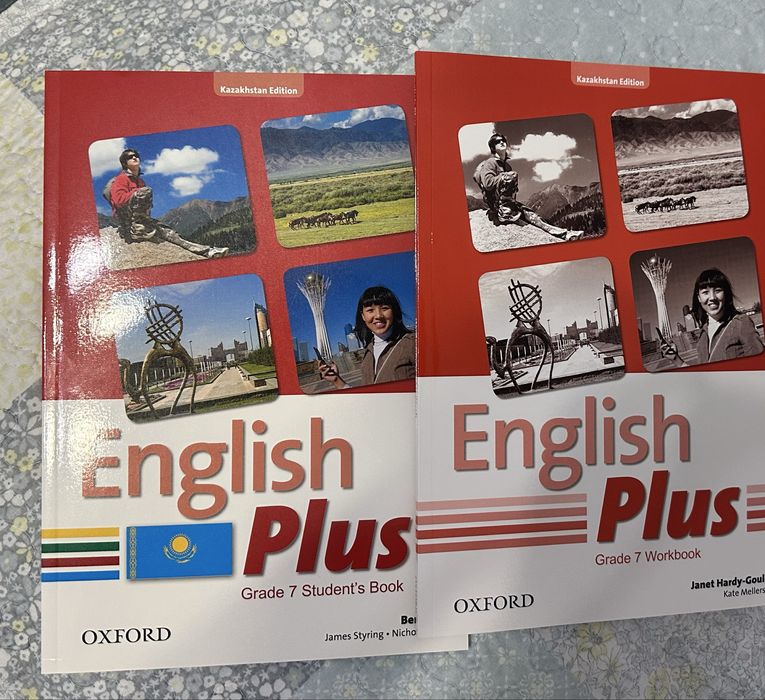 Kazakhstan Edition
English
Plus
Grade 7 Student's Book
James Styring •
OXFORD
Kazakhstan Edition
English
Plus
Grade 7 Workbook
Janet
Kate
OXFORD